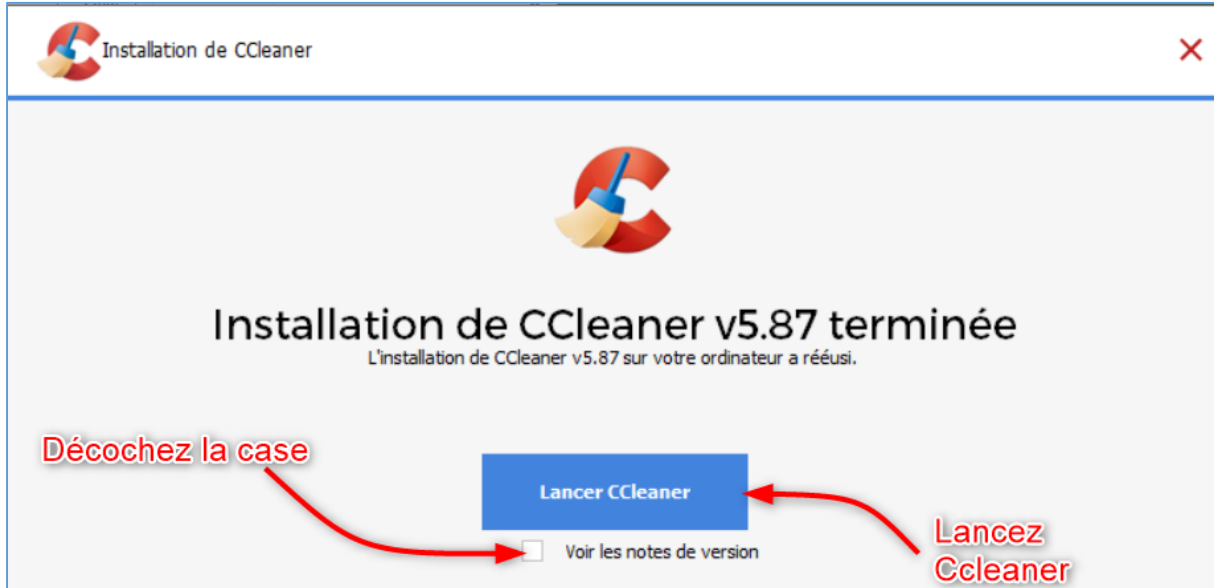 Installation de CCleaner
Installation de CCleaner v5.87 terminée
L'installation de CCleaner v5.87 sur votre ordinateur a rééusi.
Décochez la case
Lancer CCleaner
Lancez
Ccleaner
Voir les notes de version